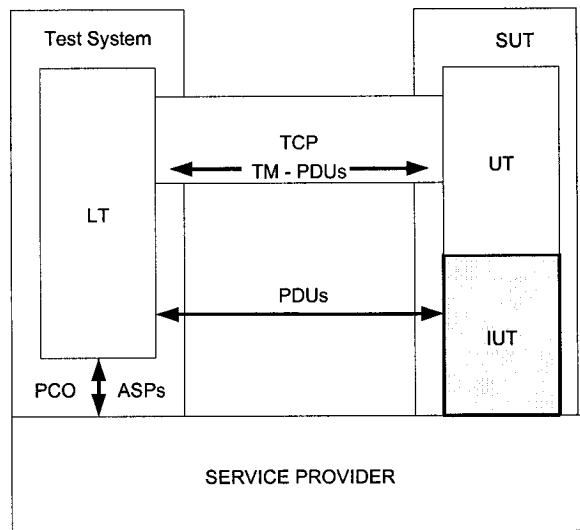 Test System
SUT
TCP
TM - PDUs
UT
LT
PDUs
IUT
PCO
ASPs
SERVICE PROVIDER